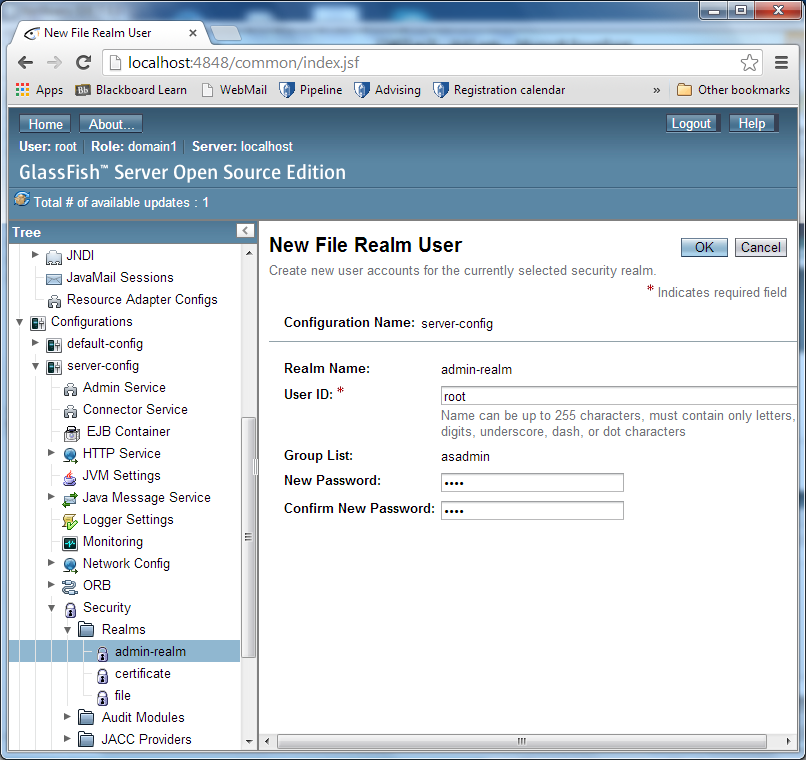 New File Realm User
localhost:4848/common/index.jsf
Apps Bb Blackboard Learn WebMail Pipeline Advising Registration calendar » Other bookmarks
Home About... Logout Help
User: root Role: domain1 Server: localhost
GlassFish™ Server Open Source Edition
Total # of available updates : 1
Tree
JNDI
JavaMail Sessions
Resource Adapter Configs
Configurations
default-config
server-config
Admin Service
Connector Service
EJB Container
HTTP Service
JVM Settings
Java Message Service
Logger Settings
Monitoring
Network Config
ORB
Security
Realms
admin-realm
certificate
file
Audit Modules
JACC Providers
New File Realm User
OK Cancel
Create new user accounts for the currently selected security realm.
* Indicates required field
Configuration Name: server-config
Realm Name: admin-realm
User ID: * root
Name can be up to 255 characters, must contain only letters,
digits, underscore, dash, or dot characters
Group List: asadmin
New Password: ••••
Confirm New Password: ••••